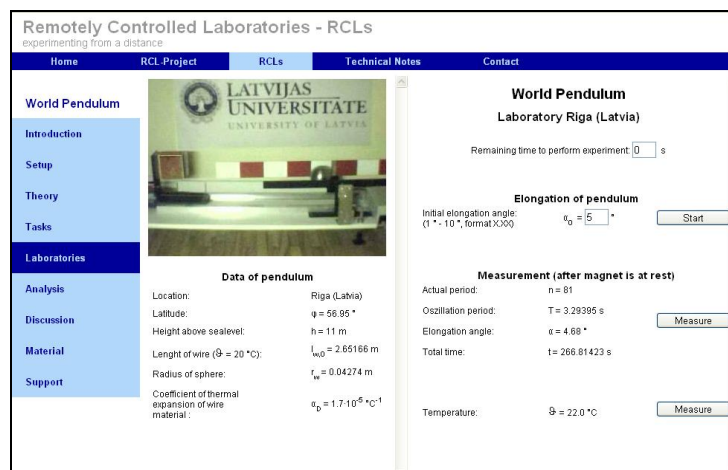 Remotely Controlled Laboratories - RCLs
experimenting from a distance
Home RCL-Project RCLs Technical Notes Contact
World Pendulum
Introduction
Setup
Theory
Tasks
Laboratories
Analysis
Discussion
Material
Support
LATVIJAS
UNIVERSITĀTE
UNIVERSITY OF LATVIA
Data of pendulum
Location: Riga (Latvia)
Latitude: φ = 56.95 °
Height above sealevel: h = 11 m
Lenght of wire (ϑ = 20 °C): l_w,0 = 2.65166 m
Radius of sphere: r_w = 0.04274 m
Coefficient of thermal
expansion of wire α_D = 1.7·10⁻⁵ °C⁻¹
material :
World Pendulum
Laboratory Riga (Latvia)
Remaining time to perform experiment: 0 s
Elongation of pendulum
Initial elongation angle: α₀ = 5 ° Start
(1 ° - 10 °, format X.XX)
Measurement (after magnet is at rest)
Actual period: n = 81
Oszillation period: T = 3.29395 s Measure
Elongation angle: α = 4.68 °
Total time: t = 266.81423 s
Temperature: ϑ = 22.0 °C Measure